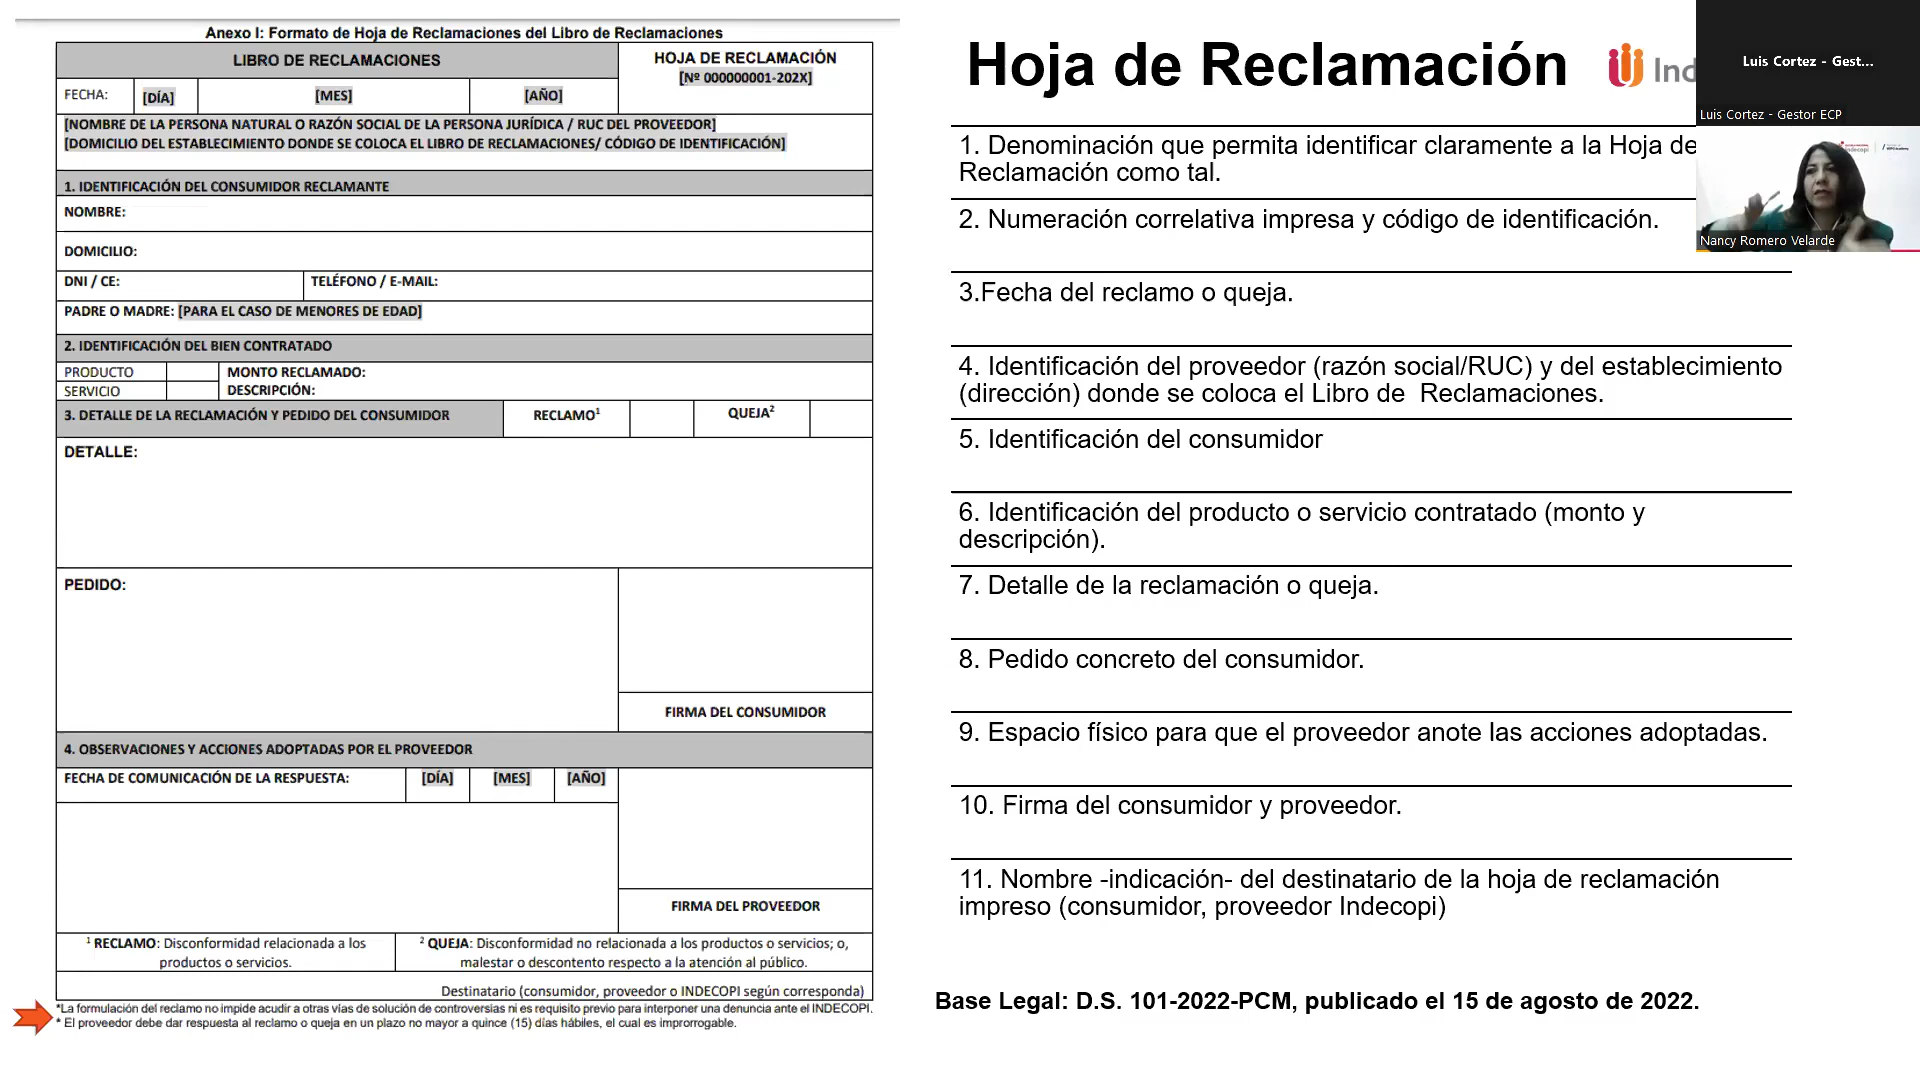 Anexo I: Formato de Hoja de Reclamaciones del Libro de Reclamaciones
LIBRO DE RECLAMACIONES
HOJA DE RECLAMACIÓN
[Nº 000000001-202X]
FECHA:
[DÍA]
[MES]
[AÑO]
[NOMBRE DE LA PERSONA NATURAL O RAZÓN SOCIAL DE LA PERSONA JURÍDICA / RUC DEL PROVEEDOR]
[DOMICILIO DEL ESTABLECIMIENTO DONDE SE COLOCA EL LIBRO DE RECLAMACIONES/ CÓDIGO DE IDENTIFICACIÓN]
1. IDENTIFICACIÓN DEL CONSUMIDOR RECLAMANTE
NOMBRE:
DOMICILIO:
DNI / CE:
TELÉFONO / E-MAIL:
PADRE O MADRE: [PARA EL CASO DE MENORES DE EDAD]
2. IDENTIFICACIÓN DEL BIEN CONTRATADO
PRODUCTO
MONTO RECLAMADO:
SERVICIO
DESCRIPCIÓN:
3. DETALLE DE LA RECLAMACIÓN Y PEDIDO DEL CONSUMIDOR
RECLAMO¹
QUEJA²
DETALLE:
PEDIDO:
FIRMA DEL CONSUMIDOR
4. OBSERVACIONES Y ACCIONES ADOPTADAS POR EL PROVEEDOR
FECHA DE COMUNICACIÓN DE LA RESPUESTA:
[DÍA]
[MES]
[AÑO]
FIRMA DEL PROVEEDOR
¹ RECLAMO: Disconformidad relacionada a los
productos o servicios.
² QUEJA: Disconformidad no relacionada a los productos o servicios; o,
malestar o descontento respecto a la atención al público.
Destinatario (consumidor, proveedor o INDECOPI según corresponda)
*La formulación del reclamo no impide acudir a otras vías de solución de controversias ni es requisito previo para interponer una denuncia ante el INDECOPI.
* El proveedor debe dar respuesta al reclamo o queja en un plazo no mayor a quince (15) días hábiles, el cual es improrrogable.
Hoja de Reclamación
Ind
1. Denominación que permita identificar claramente a la Hoja de
Reclamación como tal.
2. Numeración correlativa impresa y código de identificación.
3.Fecha del reclamo o queja.
4. Identificación del proveedor (razón social/RUC) y del establecimiento
(dirección) donde se coloca el Libro de Reclamaciones.
5. Identificación del consumidor
6. Identificación del producto o servicio contratado (monto y
descripción).
7. Detalle de la reclamación o queja.
8. Pedido concreto del consumidor.
9. Espacio físico para que el proveedor anote las acciones adoptadas.
10. Firma del consumidor y proveedor.
11. Nombre -indicación- del destinatario de la hoja de reclamación
impreso (consumidor, proveedor Indecopi)
Base Legal: D.S. 101-2022-PCM, publicado el 15 de agosto de 2022.
Luis Cortez - Gest...
Luis Cortez - Gestor ECP
Nancy Romero Velarde